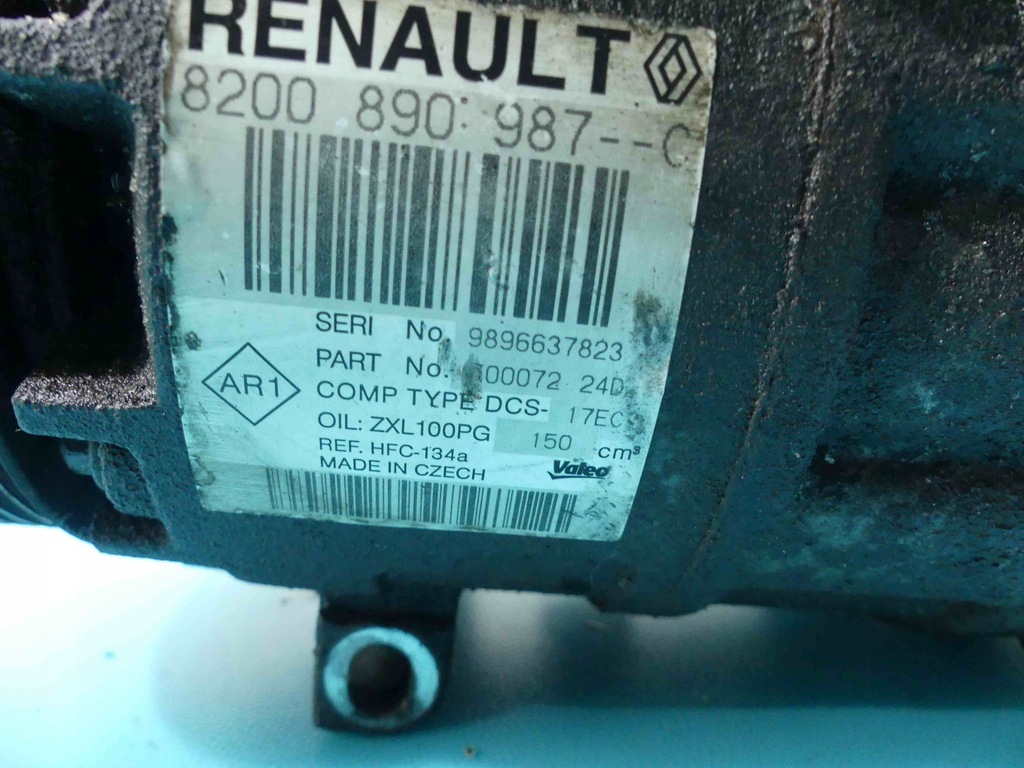 RENAULT
8200 890 987--C
SERI No. 9896637823
PART No. 00072 24D
AR1
COMP TYPE DCS-17EC
OIL: ZXL100PG 150 cm³
REF. HFC-134a
MADE IN CZECH
Valeo